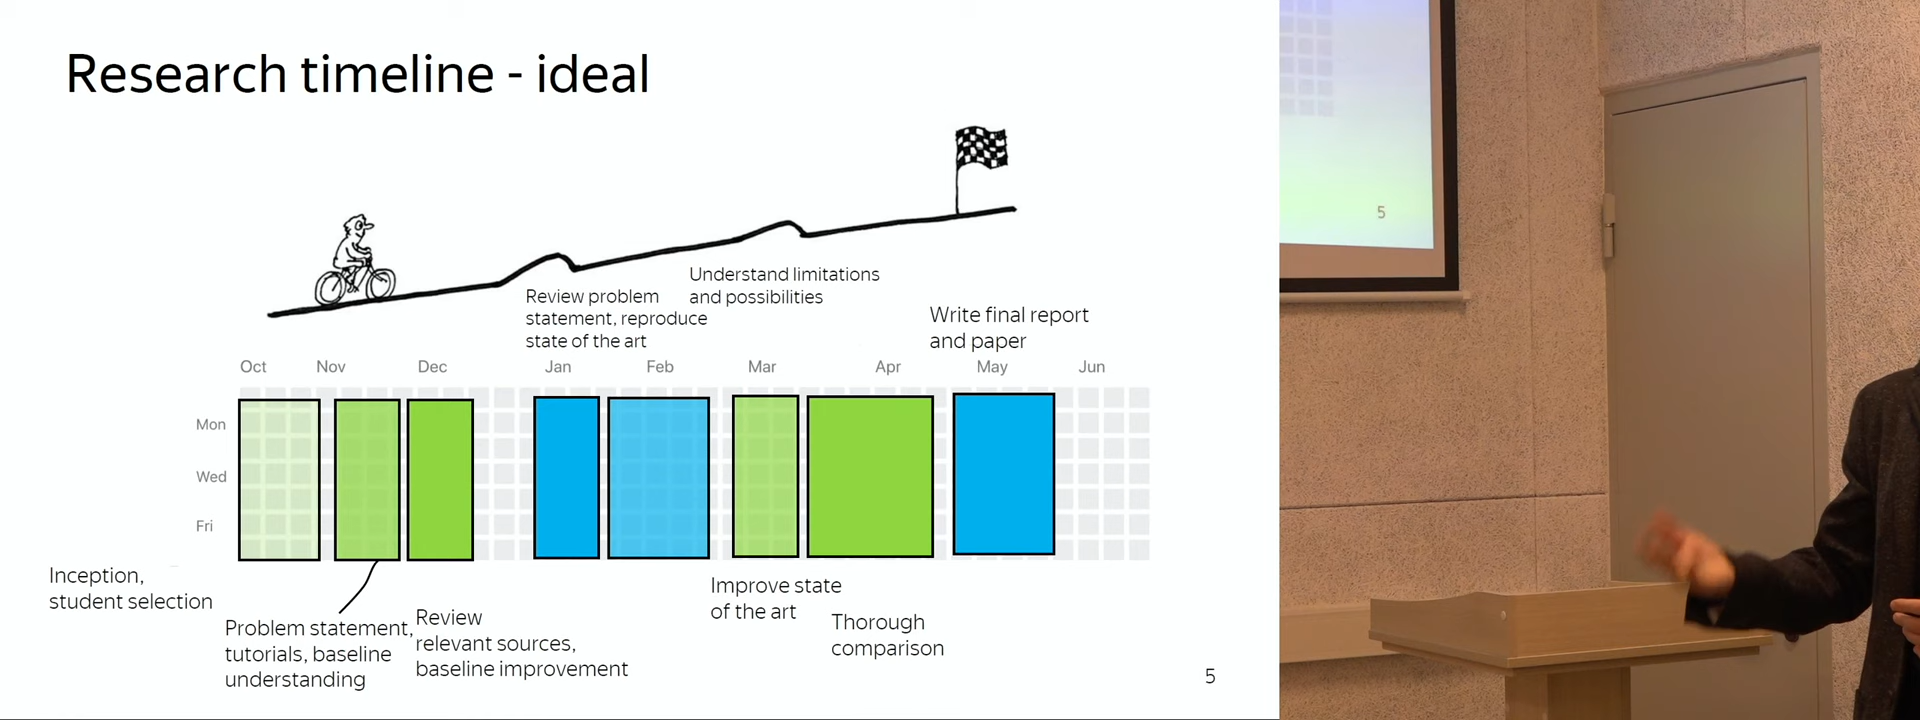 Research timeline - ideal
Understand limitations
and possibilities
Review problem
statement, reproduce
state of the art
Write final report
and paper
Oct Nov Dec Jan Feb Mar Apr May Jun
Mon
Wed
Fri
Inception,
student selection
Problem statement,
tutorials, baseline
understanding
Review
relevant sources,
baseline improvement
Improve state
of the art
Thorough
comparison
5
5